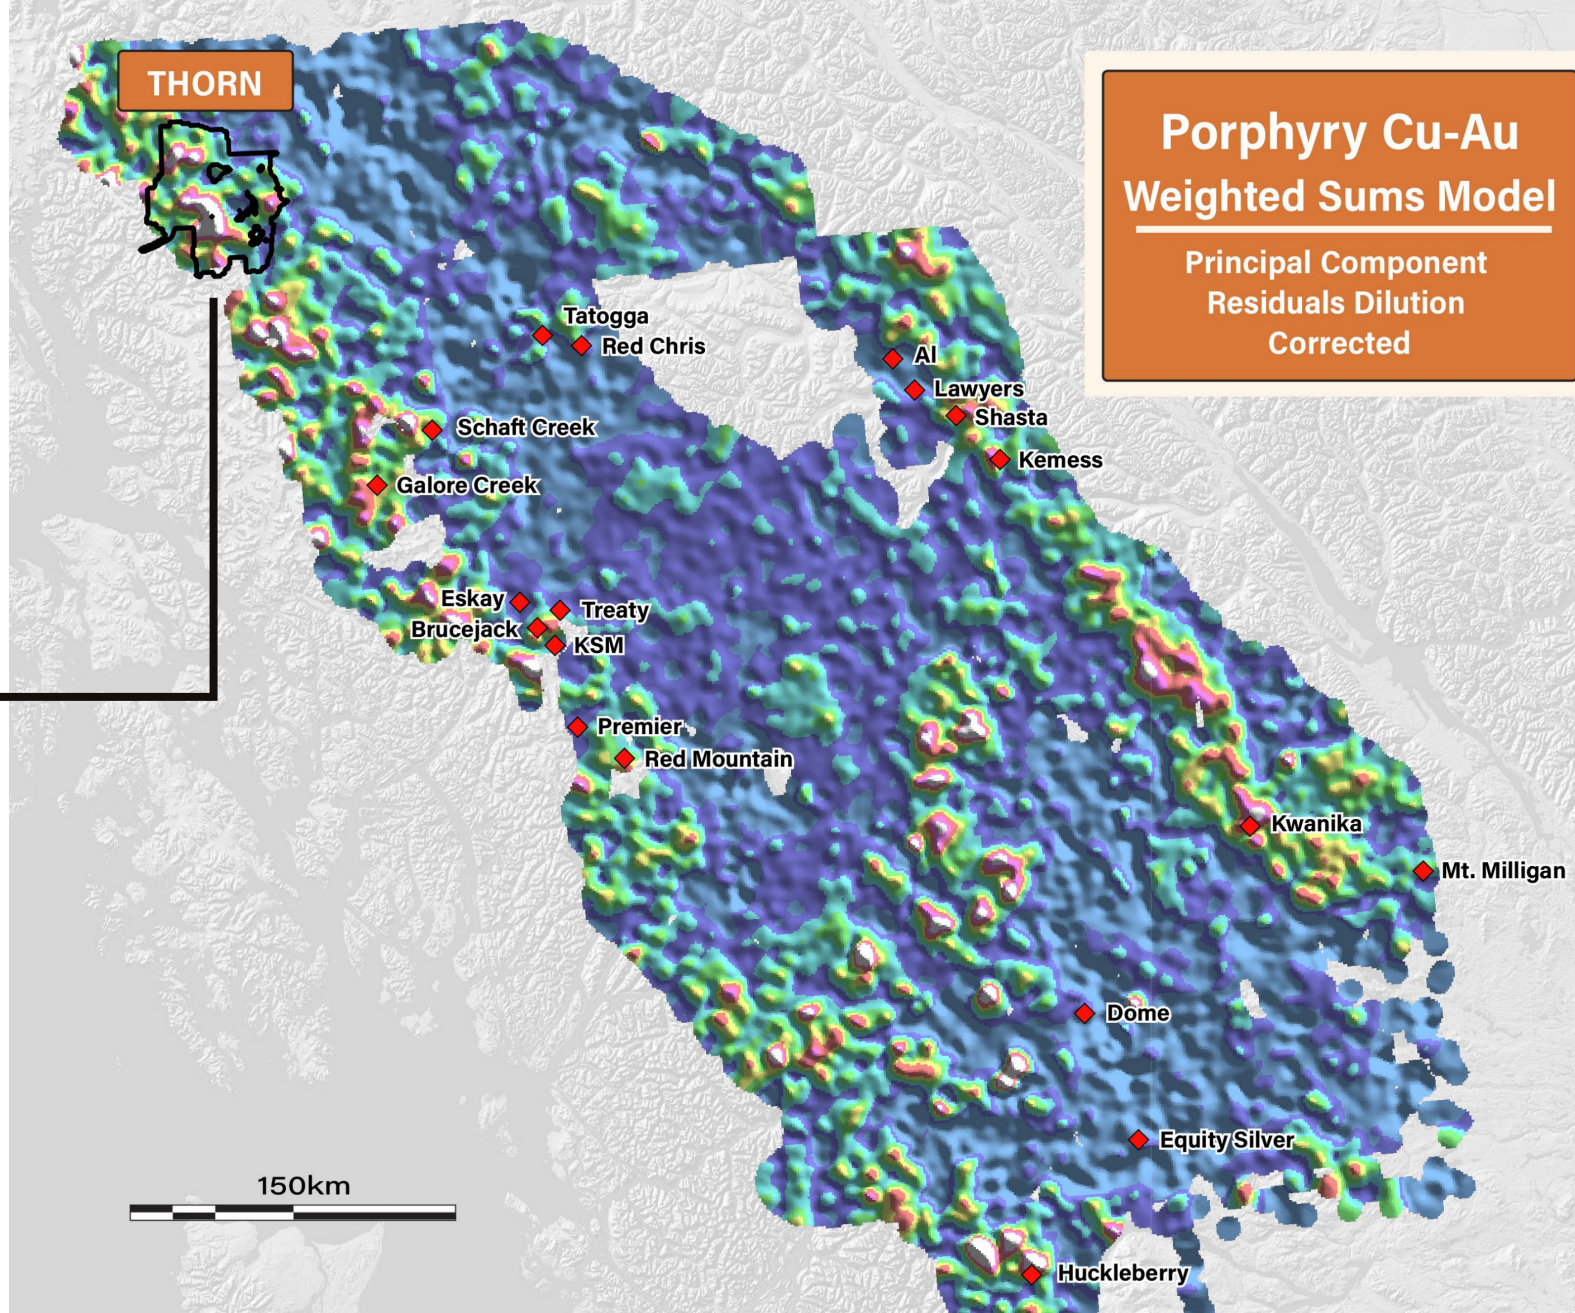 THORN
Porphyry Cu-Au
Weighted Sums Model
Principal Component
Residuals Dilution
Corrected
Tatogga
Red Chris
Al
Lawyers
Shasta
Kemess
Schaft Creek
Galore Creek
Eskay
Treaty
Brucejack
KSM
Premier
Red Mountain
Kwanika
Mt. Milligan
Dome
Equity Silver
150km
Huckleberry